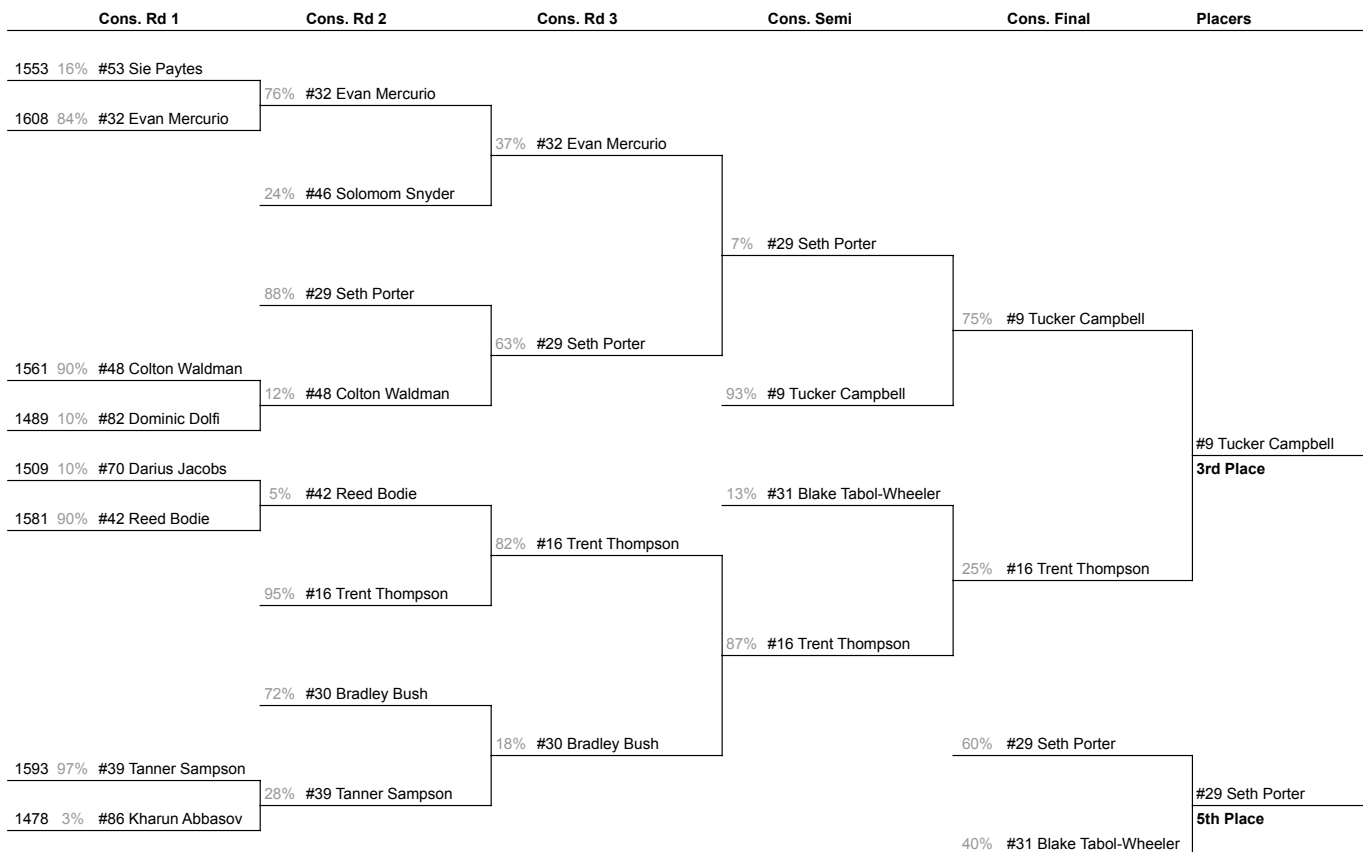 Cons. Rd 1 Cons. Rd 2 Cons. Rd 3 Cons. Semi Cons. Final Placers
1553 16% #53 Sie Paytes
76% #32 Evan Mercurio
1608 84% #32 Evan Mercurio
37% #32 Evan Mercurio
24% #46 Solomom Snyder
7% #29 Seth Porter
88% #29 Seth Porter
75% #9 Tucker Campbell
63% #29 Seth Porter
1561 90% #48 Colton Waldman
12% #48 Colton Waldman
93% #9 Tucker Campbell
1489 10% #82 Dominic Dolfi
#9 Tucker Campbell
3rd Place
1509 10% #70 Darius Jacobs
5% #42 Reed Bodie
13% #31 Blake Tabol-Wheeler
1581 90% #42 Reed Bodie
82% #16 Trent Thompson
25% #16 Trent Thompson
95% #16 Trent Thompson
87% #16 Trent Thompson
72% #30 Bradley Bush
18% #30 Bradley Bush
60% #29 Seth Porter
1593 97% #39 Tanner Sampson
28% #39 Tanner Sampson
#29 Seth Porter
5th Place
1478 3% #86 Kharun Abbasov
40% #31 Blake Tabol-Wheeler